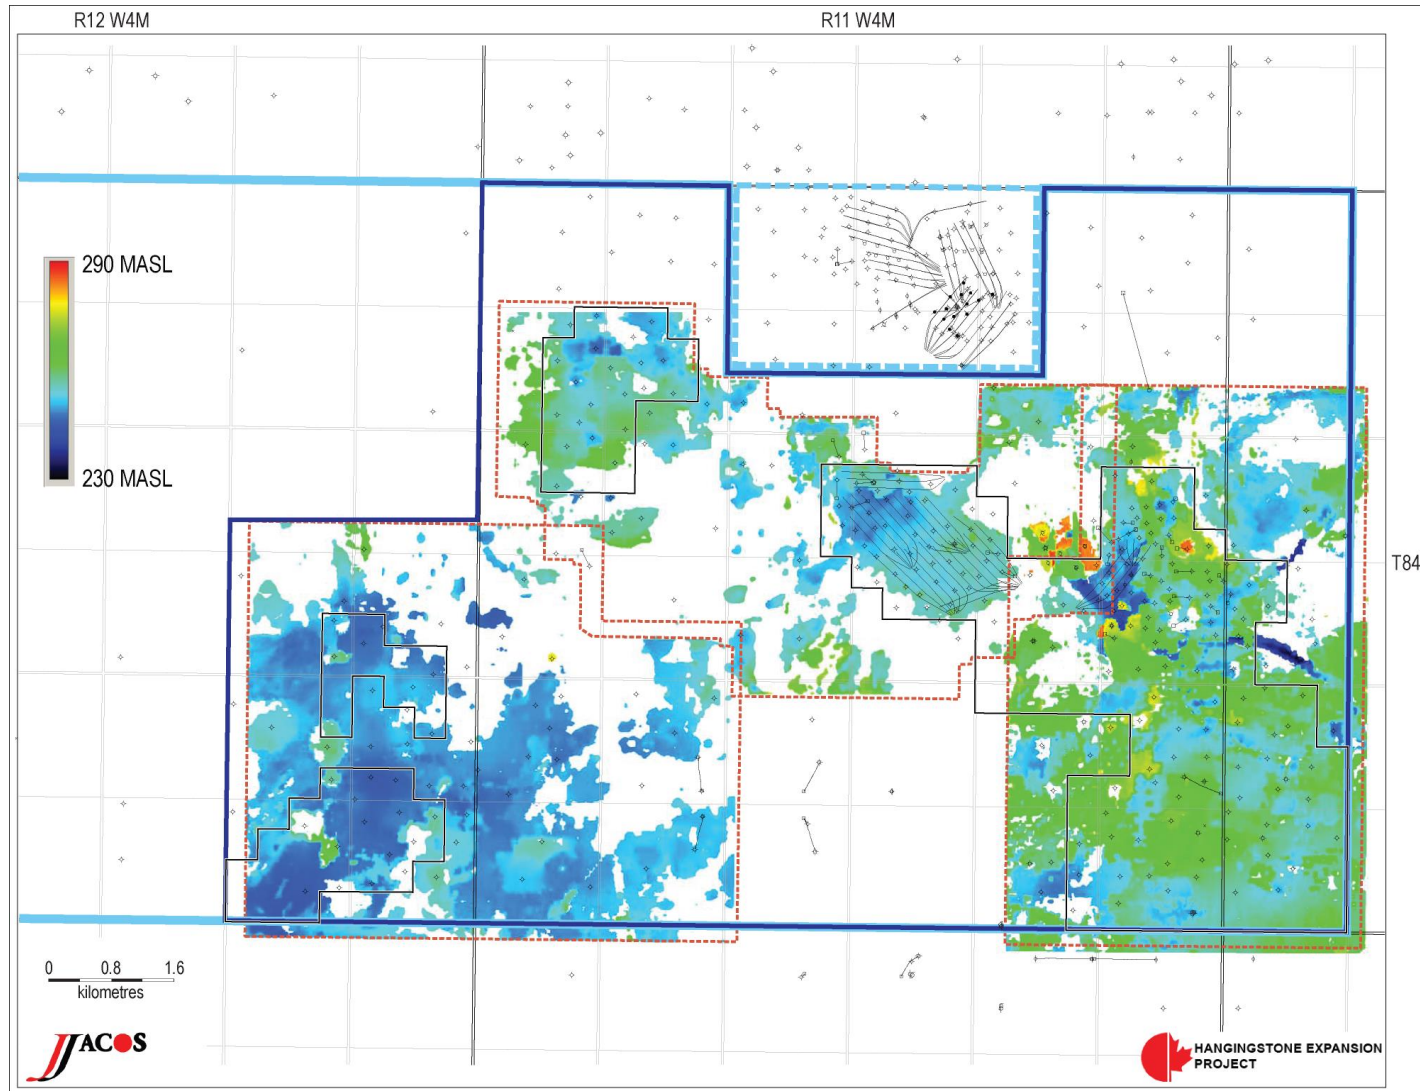 R12 W4M
R11 W4M
290 MASL
230 MASL
T84
0 0.8 1.6
kilometres
JACOS
HANGINGSTONE EXPANSION
PROJECT